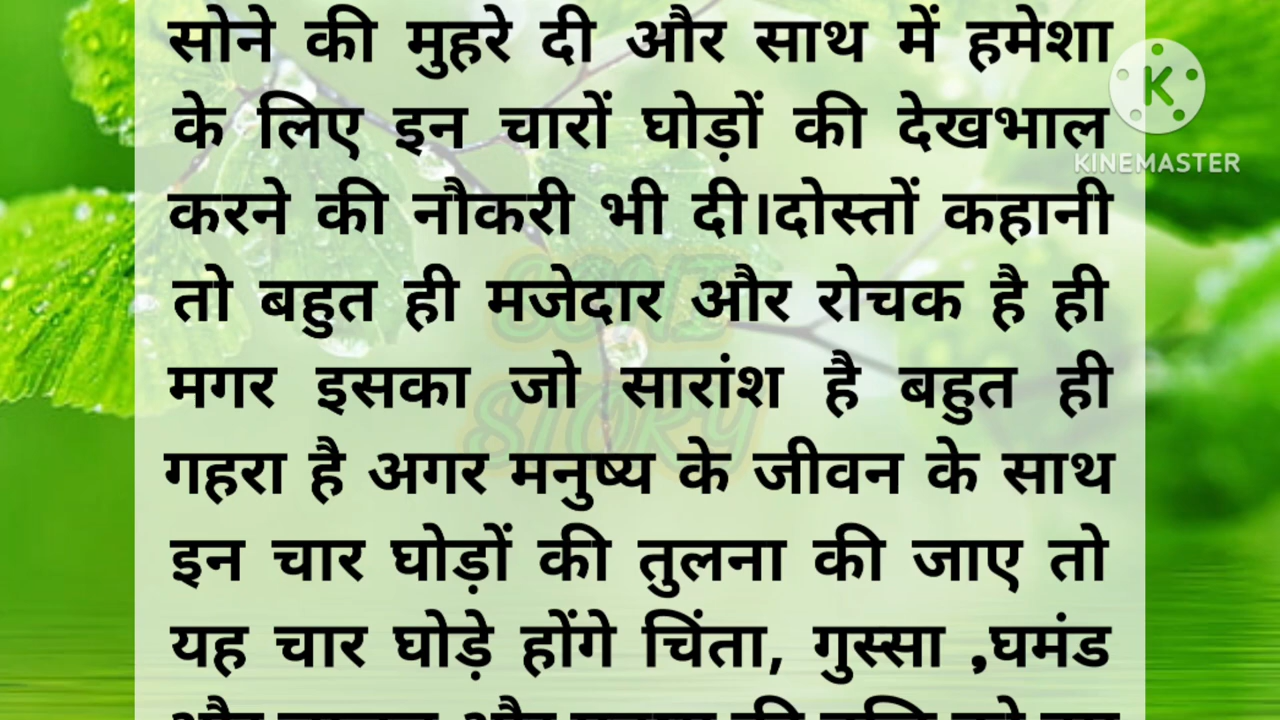 सोने की मुहरे दी और साथ में हमेशा
के लिए इन चारों घोड़ों की देखभाल
करने की नौकरी भी दी।दोस्तों कहानी
तो बहुत ही मजेदार और रोचक है ही
मगर इसका जो सारांश है बहुत ही
गहरा है अगर मनुष्य के जीवन के साथ
इन चार घोड़ों की तुलना की जाए तो
यह चार घोड़े होंगे चिंता, गुस्सा ,घमंड
K
KINEMASTER
STORY